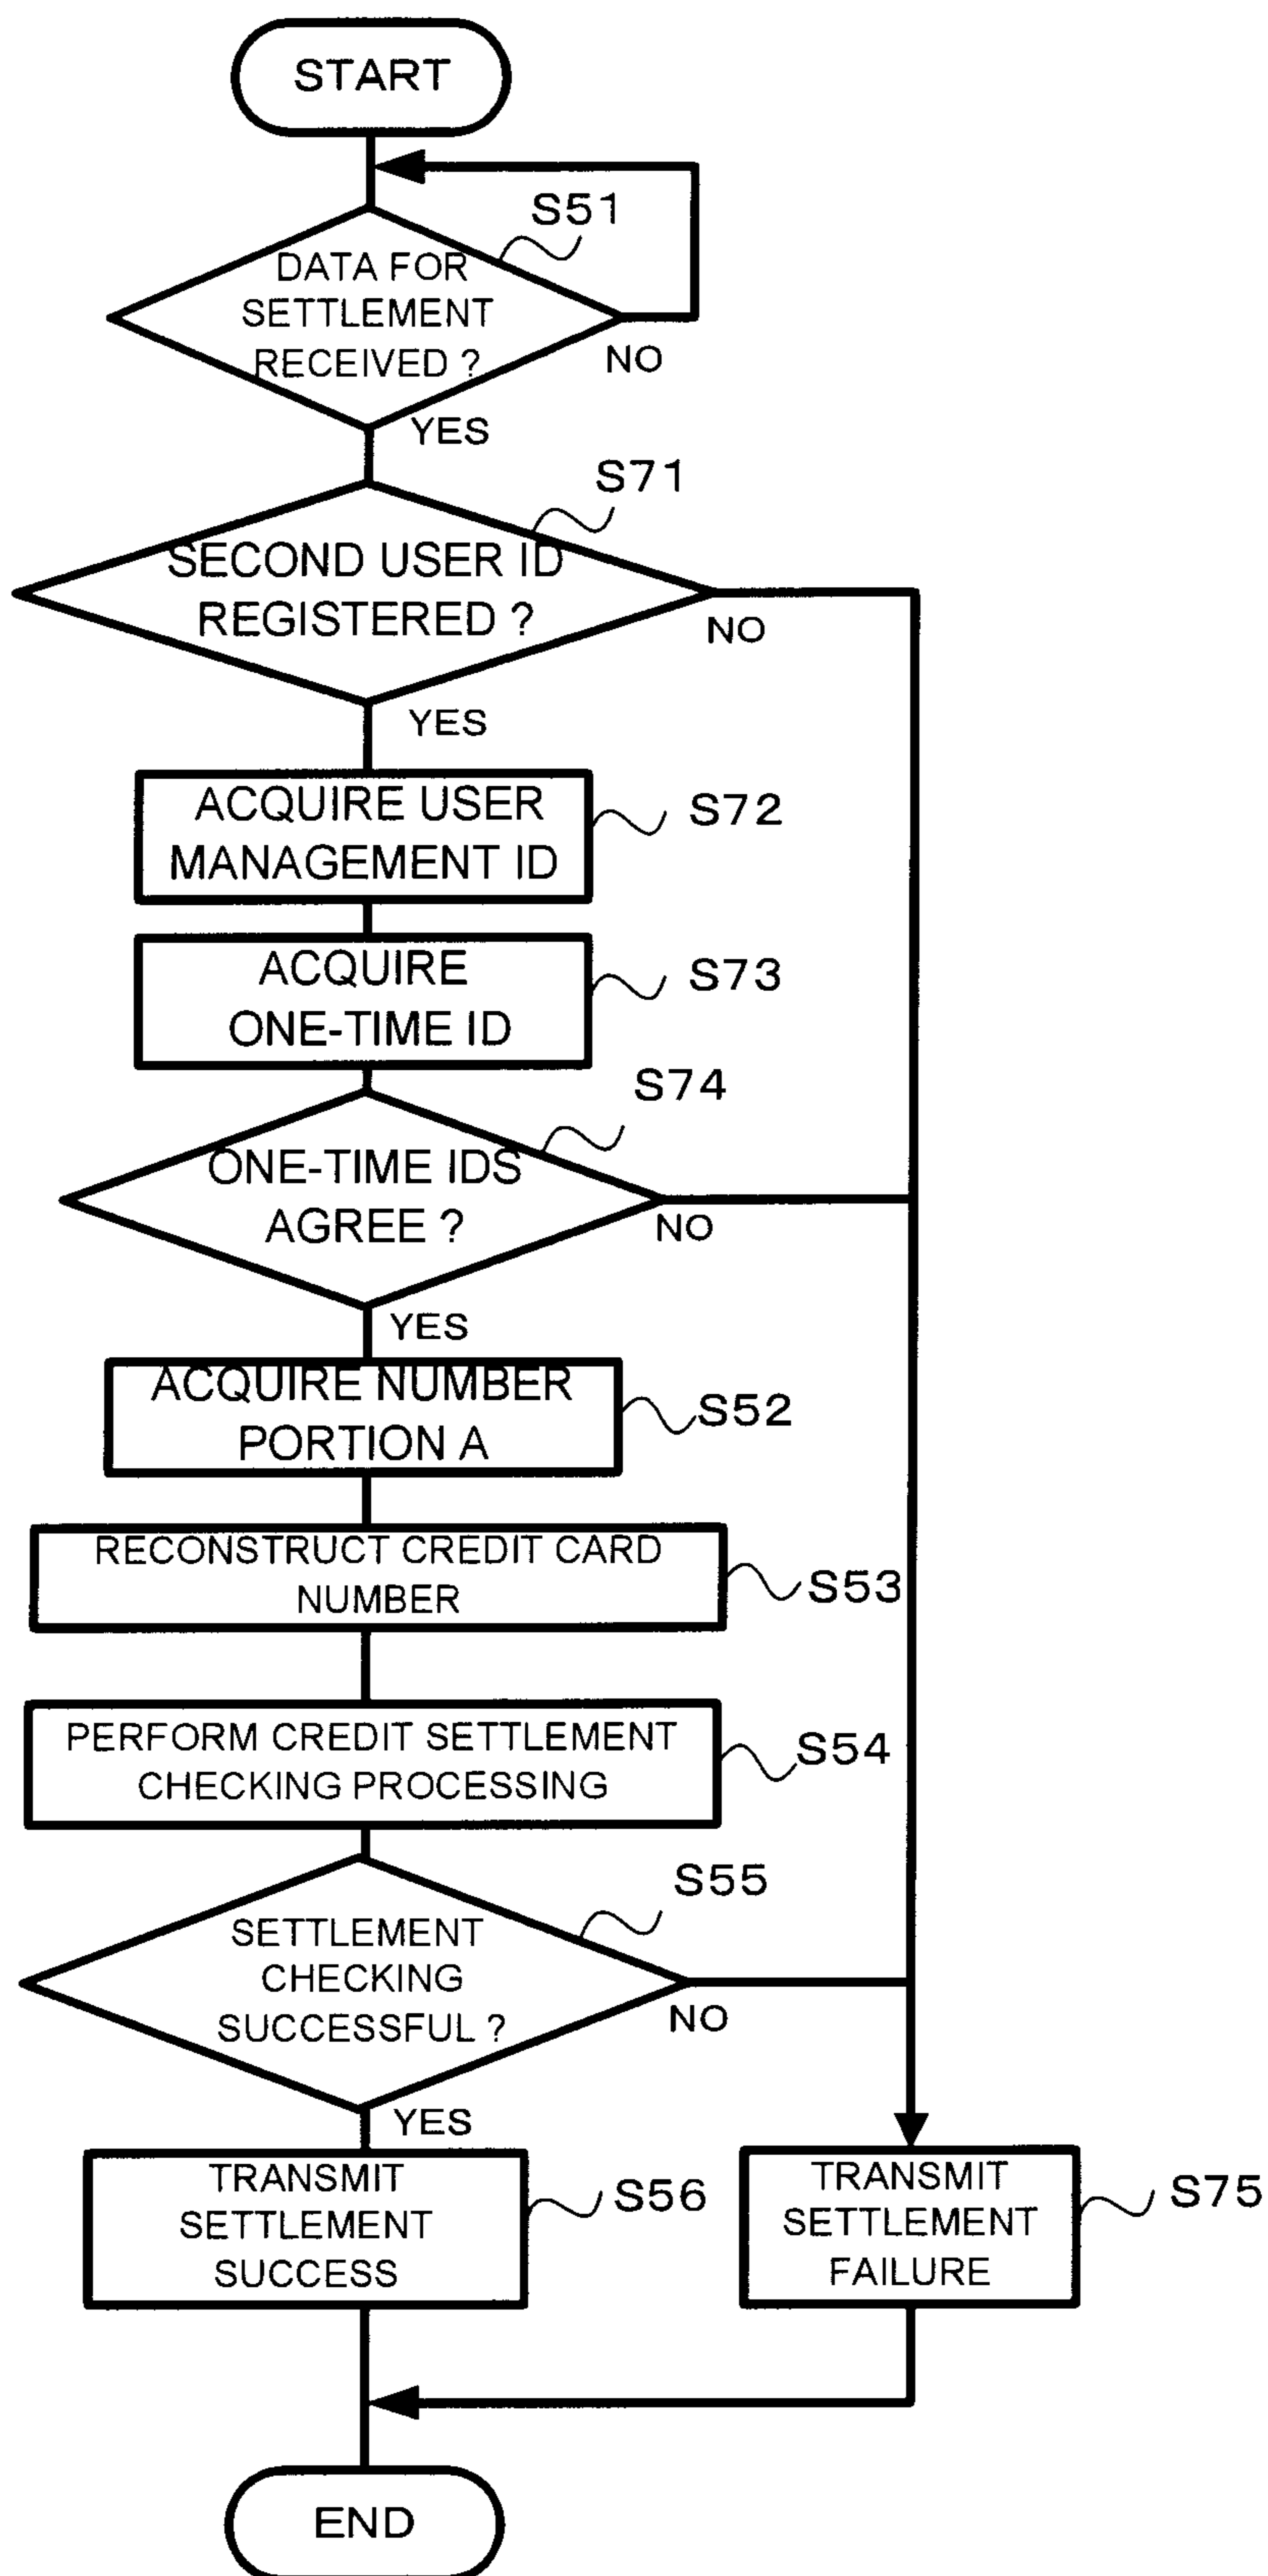 START
S51
DATA FOR
SETTLEMENT
RECEIVED ?
NO
YES
S71
SECOND USER ID
REGISTERED ?
NO
YES
ACQUIRE USER
MANAGEMENT ID
S72
ACQUIRE
ONE-TIME ID
S73
S74
ONE-TIME IDS
AGREE ?
NO
YES
ACQUIRE NUMBER
PORTION A
S52
RECONSTRUCT CREDIT CARD
NUMBER
S53
PERFORM CREDIT SETTLEMENT
CHECKING PROCESSING
S54
S55
SETTLEMENT
CHECKING
SUCCESSFUL ?
NO
YES
TRANSMIT
SETTLEMENT
SUCCESS
S56
TRANSMIT
SETTLEMENT
FAILURE
S75
END